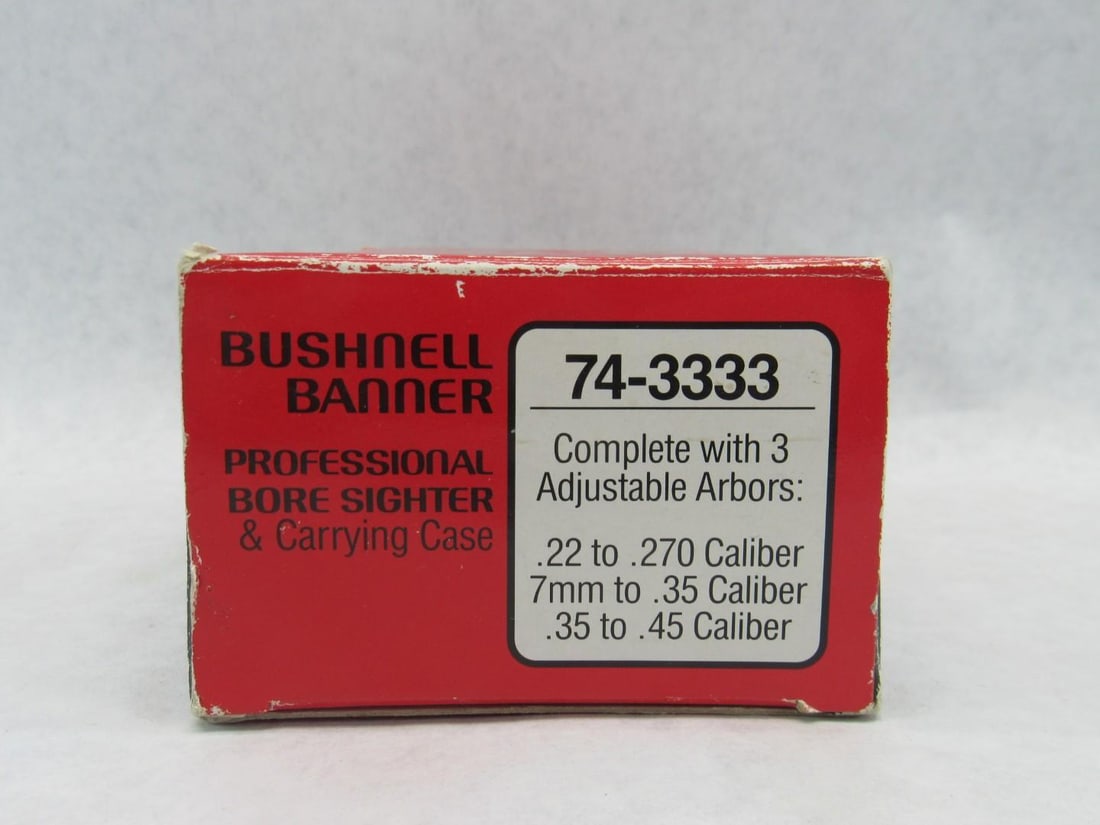 BUSHNELL
BANNER
PROFESSIONAL
BORE SIGHTER
& Carrying Case
74-3333
Complete with 3
Adjustable Arbors:
.22 to .270 Caliber
7mm to .35 Caliber
.35 to .45 Caliber